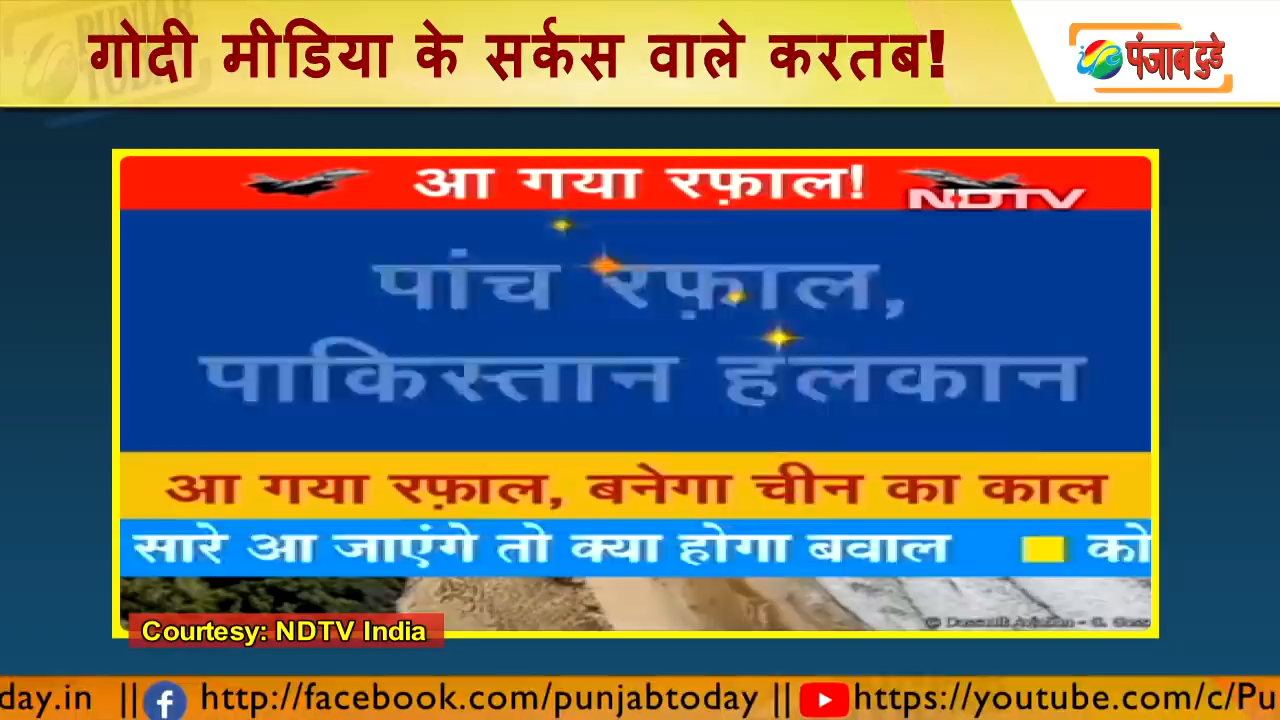 गोदी मीडिया के सर्कस वाले करतब!
पंजाब टुडे
आ गया रफ़ाल!
NDTV
पांच रफ़ाल,
पाकिस्तान हलकान
आ गया रफ़ाल, बनेगा चीन का काल
सारे आ जाएंगे तो क्या होगा बवाल
को
Courtesy: NDTV India
day.in || http://facebook.com/punjabtoday || https://youtube.com/c/Pu